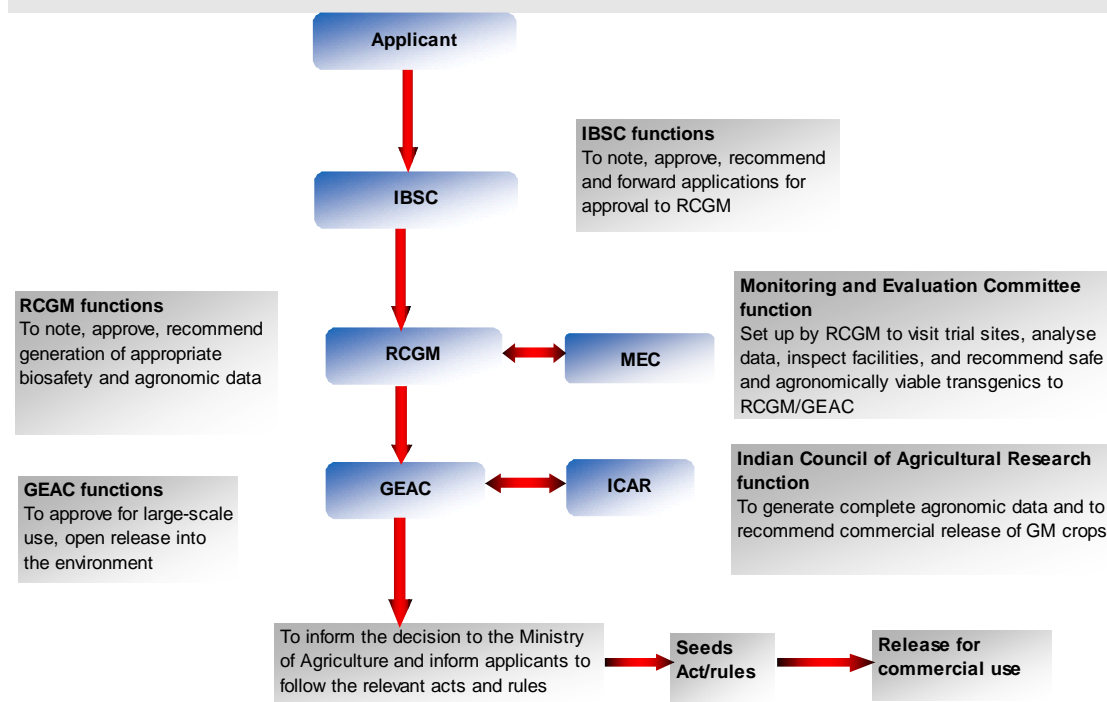 Applicant
IBSC functions
To note, approve, recommend
and forward applications for
approval to RCGM
IBSC
RCGM functions
To note, approve, recommend
generation of appropriate
biosafety and agronomic data
RCGM
MEC
Monitoring and Evaluation Committee
function
Set up by RCGM to visit trial sites, analyse
data, inspect facilities, and recommend safe
and agronomically viable transgenics to
RCGM/GEAC
GEAC functions
To approve for large-scale
use, open release into
the environment
GEAC
ICAR
Indian Council of Agricultural Research
function
To generate complete agronomic data and to
recommend commercial release of GM crops
To inform the decision to the Ministry
of Agriculture and inform applicants to
follow the relevant acts and rules
Seeds
Act/rules
Release for
commercial use